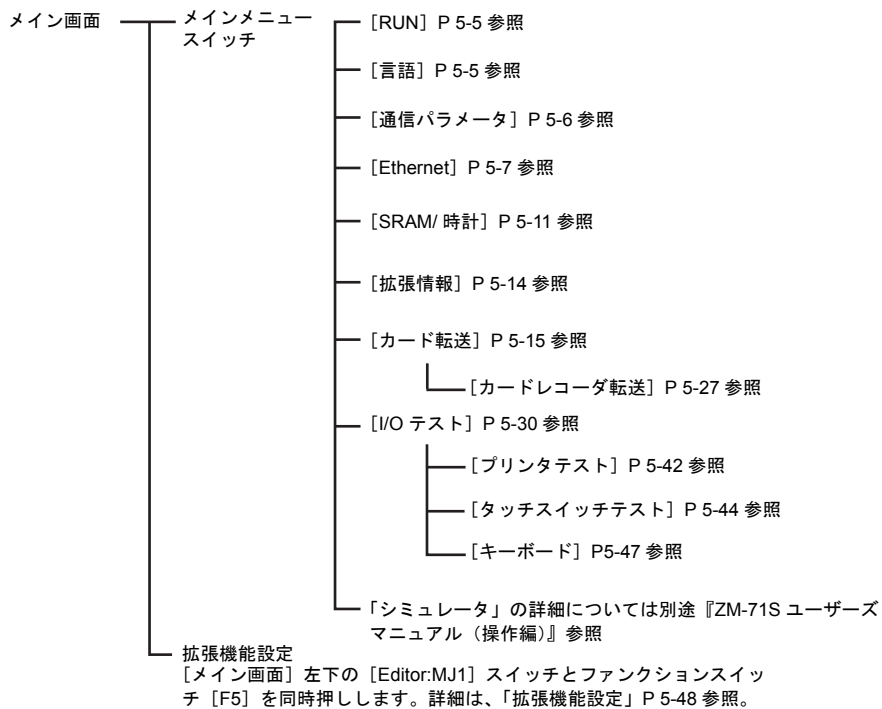 メイン画面
メインメニュー
スイッチ
［RUN］P 5-5 参照
［言語］P 5-5 参照
［通信パラメータ］P 5-6 参照
［Ethernet］P 5-7 参照
［SRAM/ 時計］P 5-11 参照
［拡張情報］P 5-14 参照
［カード転送］P 5-15 参照
［カードレコーダ転送］P 5-27 参照
［I/O テスト］P 5-30 参照
［プリンタテスト］P 5-42 参照
［タッチスイッチテスト］P 5-44 参照
［キーボード］P5-47 参照
「シミュレータ」の詳細については別途『ZM-71S ユーザーズ
マニュアル（操作編）』参照
拡張機能設定
［メイン画面］左下の［Editor:MJ1］スイッチとファンクションスイッ
チ［F5］を同時押しします。詳細は、「拡張機能設定」P 5-48 参照。